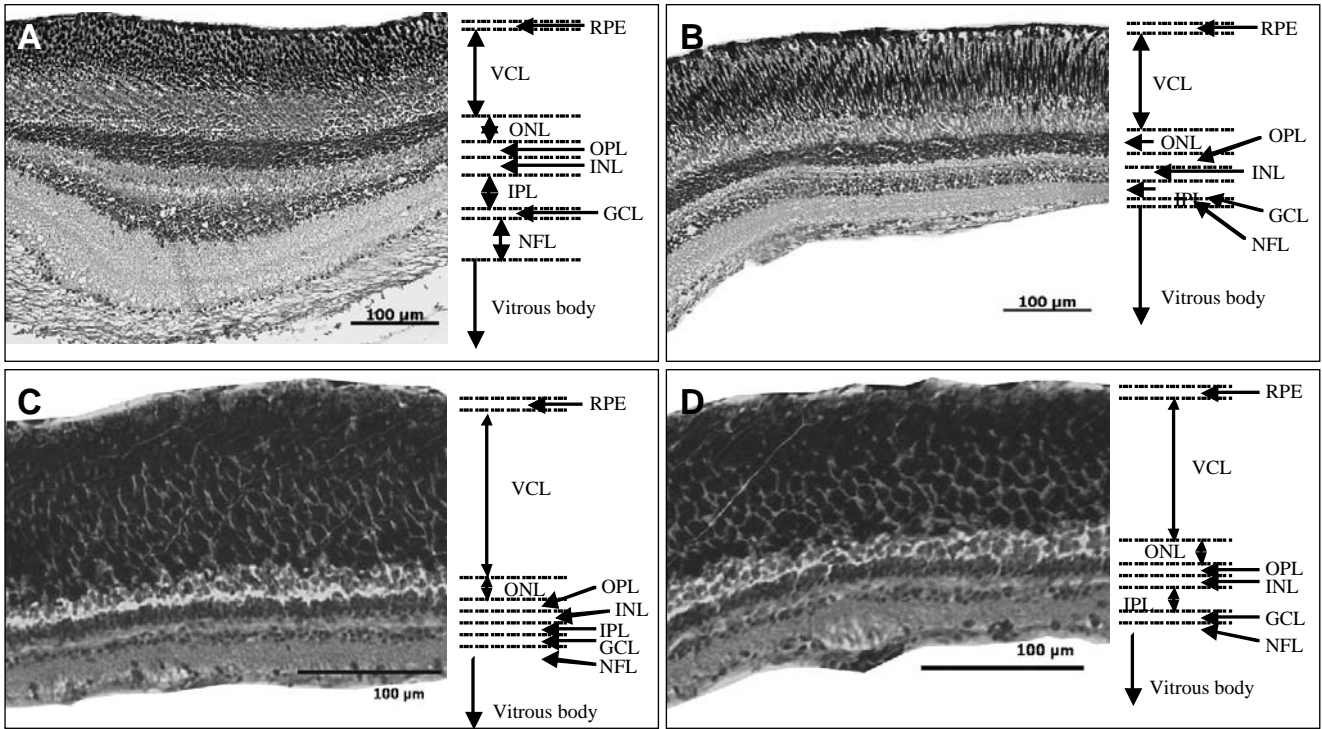 A
RPE
VCL
ONL
OPL
INL
IPL
GCL
NFL
Vitrous body
100 µm
B
RPE
VCL
OPL
ONL
INL
IPL
GCL
NFL
Vitrous body
100 µm
C
RPE
VCL
ONL
OPL
INL
IPL
GCL
NFL
100 µm
Vitrous body
D
RPE
VCL
ONL
OPL
INL
IPL
GCL
NFL
100 µm
Vitrous body